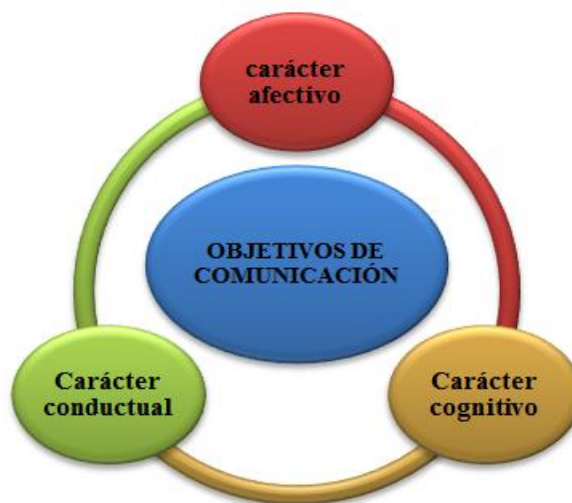 carácter
afectivo
OBJETIVOS DE
COMUNICACIÓN
Carácter
conductual
Carácter
cognitivo